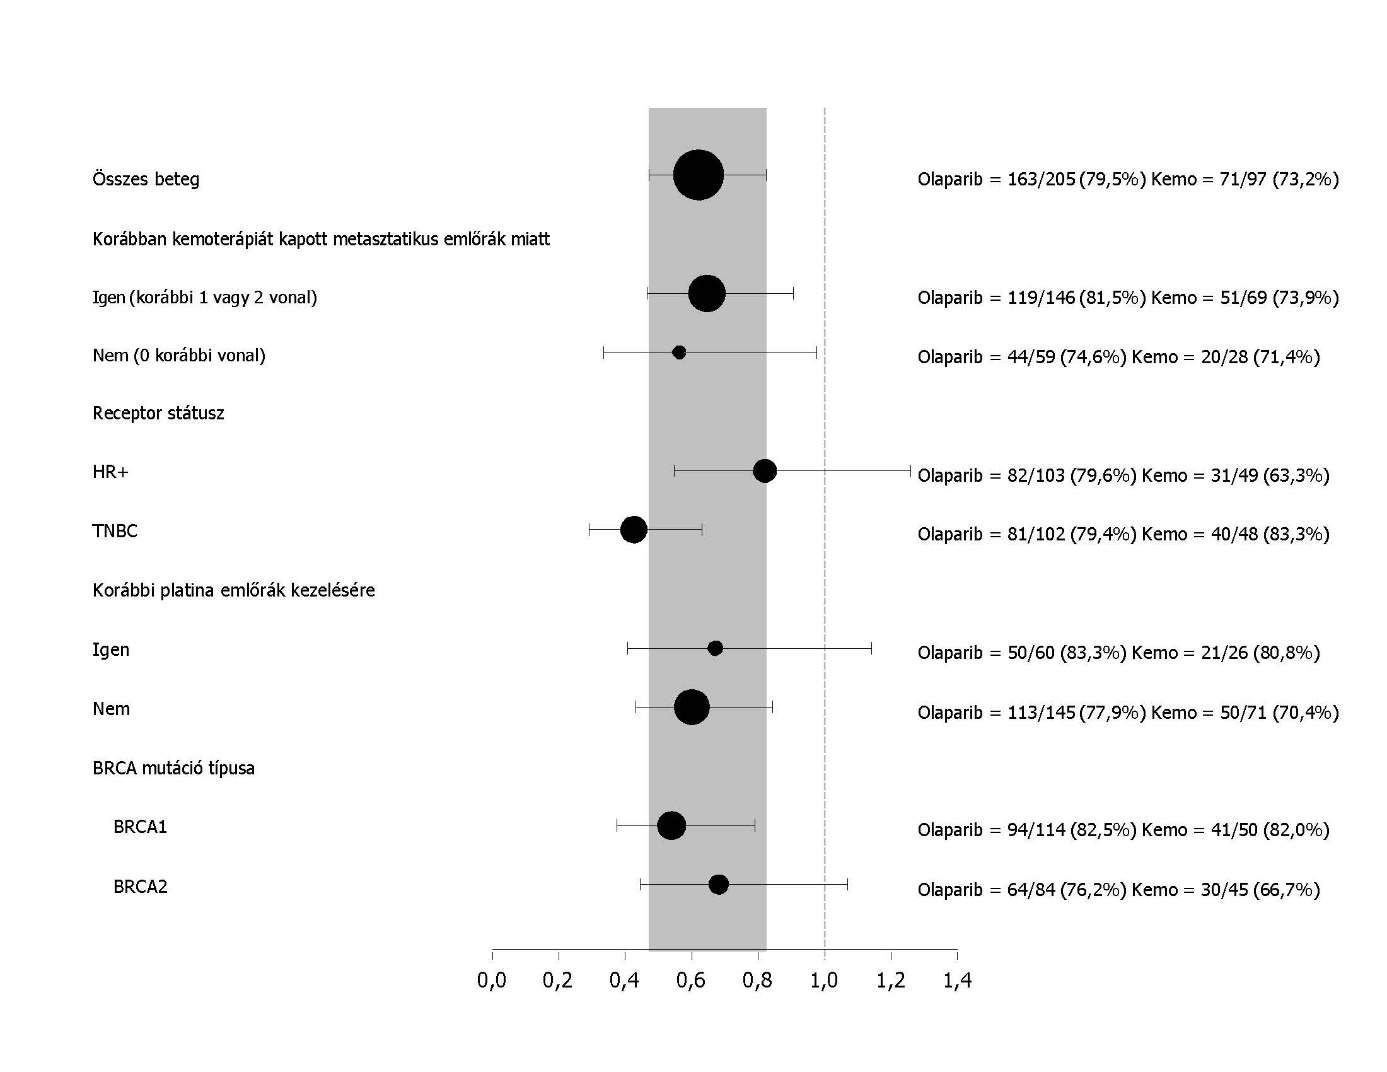 Összes beteg Olaparib = 163/205 (79,5%) Kemo = 71/97 (73,2%)
Korábban kemoterápiát kapott metasztatikus emlőrák miatt
Igen (korábbi 1 vagy 2 vonal) Olaparib = 119/146 (81,5%) Kemo = 51/69 (73,9%)
Nem (0 korábbi vonal) Olaparib = 44/59 (74,6%) Kemo = 20/28 (71,4%)
Receptor státusz
HR+ Olaparib = 82/103 (79,6%) Kemo = 31/49 (63,3%)
TNBC Olaparib = 81/102 (79,4%) Kemo = 40/48 (83,3%)
Korábbi platina emlőrák kezelésére
Igen Olaparib = 50/60 (83,3%) Kemo = 21/26 (80,8%)
Nem Olaparib = 113/145 (77,9%) Kemo = 50/71 (70,4%)
BRCA mutáció típusa
BRCA1 Olaparib = 94/114 (82,5%) Kemo = 41/50 (82,0%)
BRCA2 Olaparib = 64/84 (76,2%) Kemo = 30/45 (66,7%)
0,0 0,2 0,4 0,6 0,8 1,0 1,2 1,4